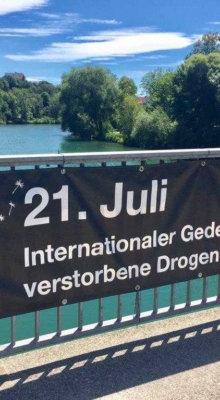 21. Juli
Internationaler Gede
verstorbene Drogen